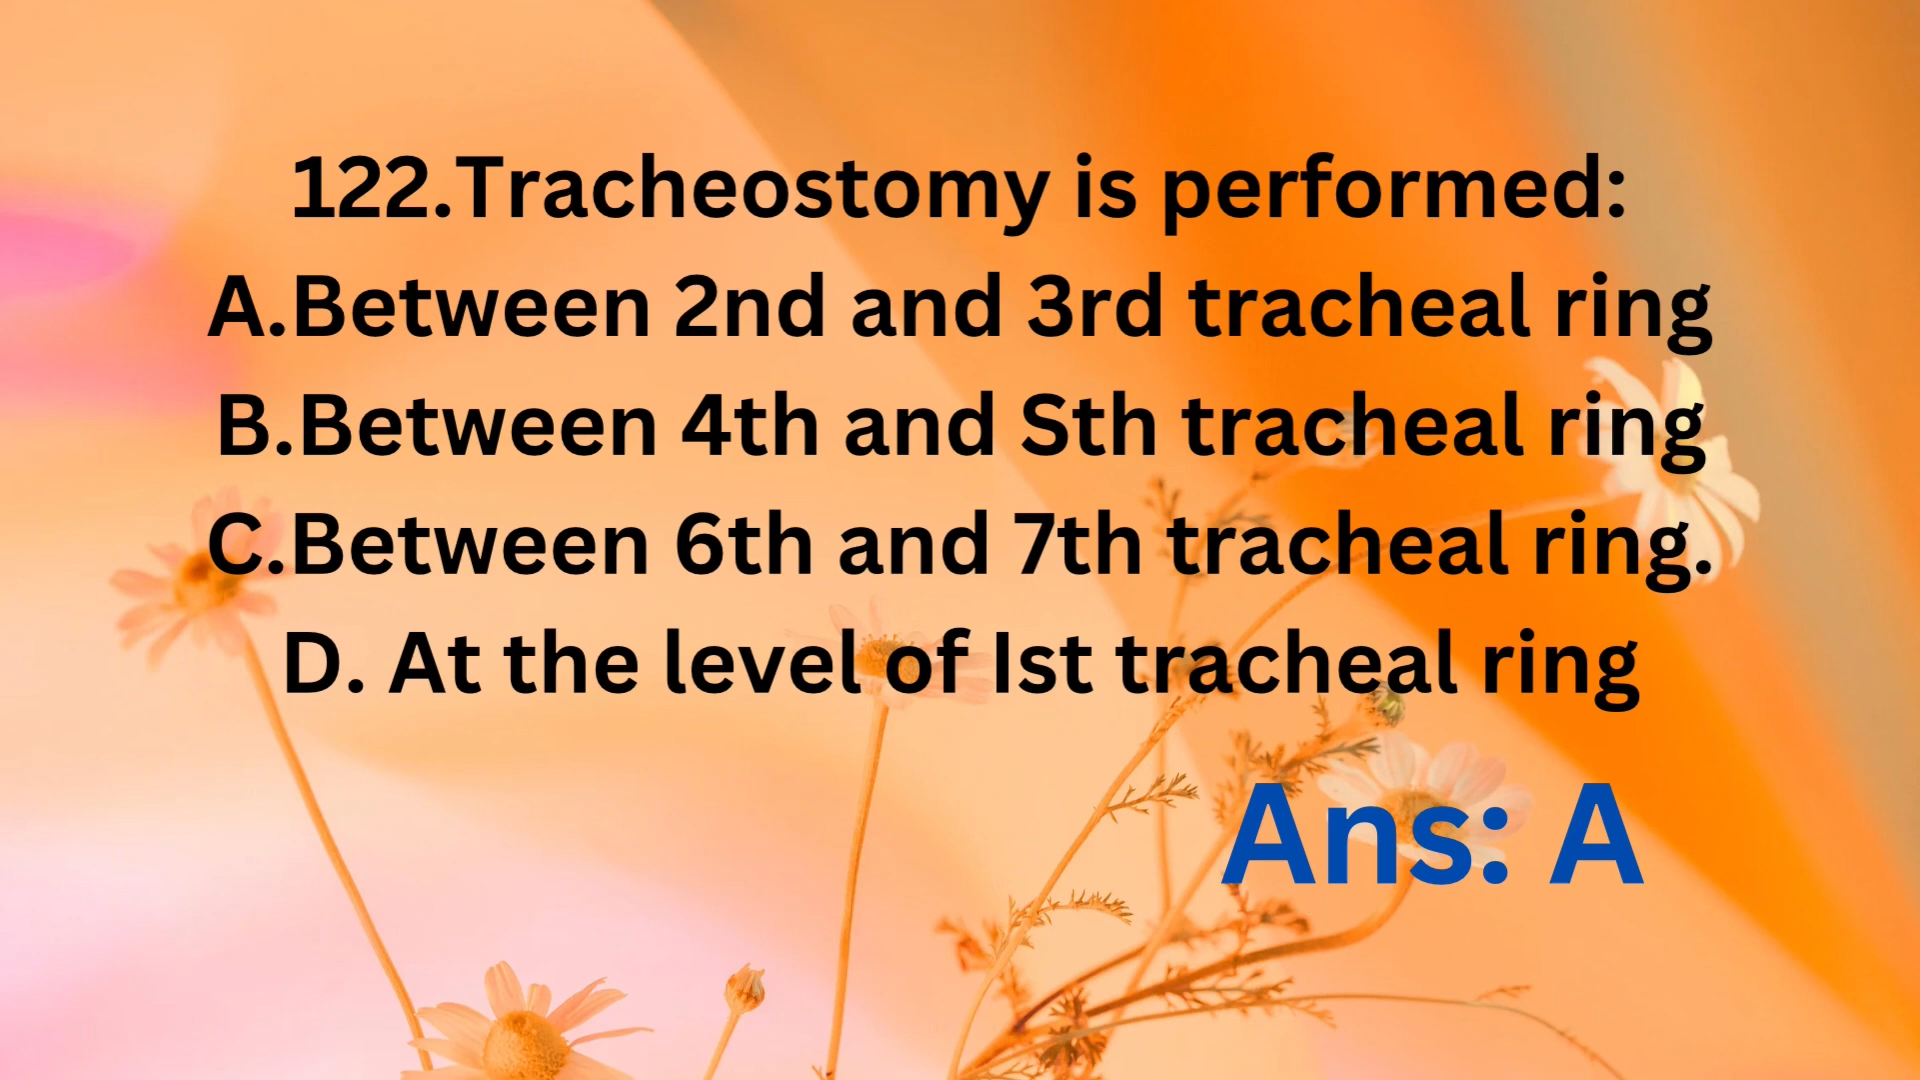 122.Tracheostomy is performed:
A.Between 2nd and 3rd tracheal ring
B.Between 4th and Sth tracheal ring
C.Between 6th and 7th tracheal ring.
D. At the level of Ist tracheal ring
Ans: A